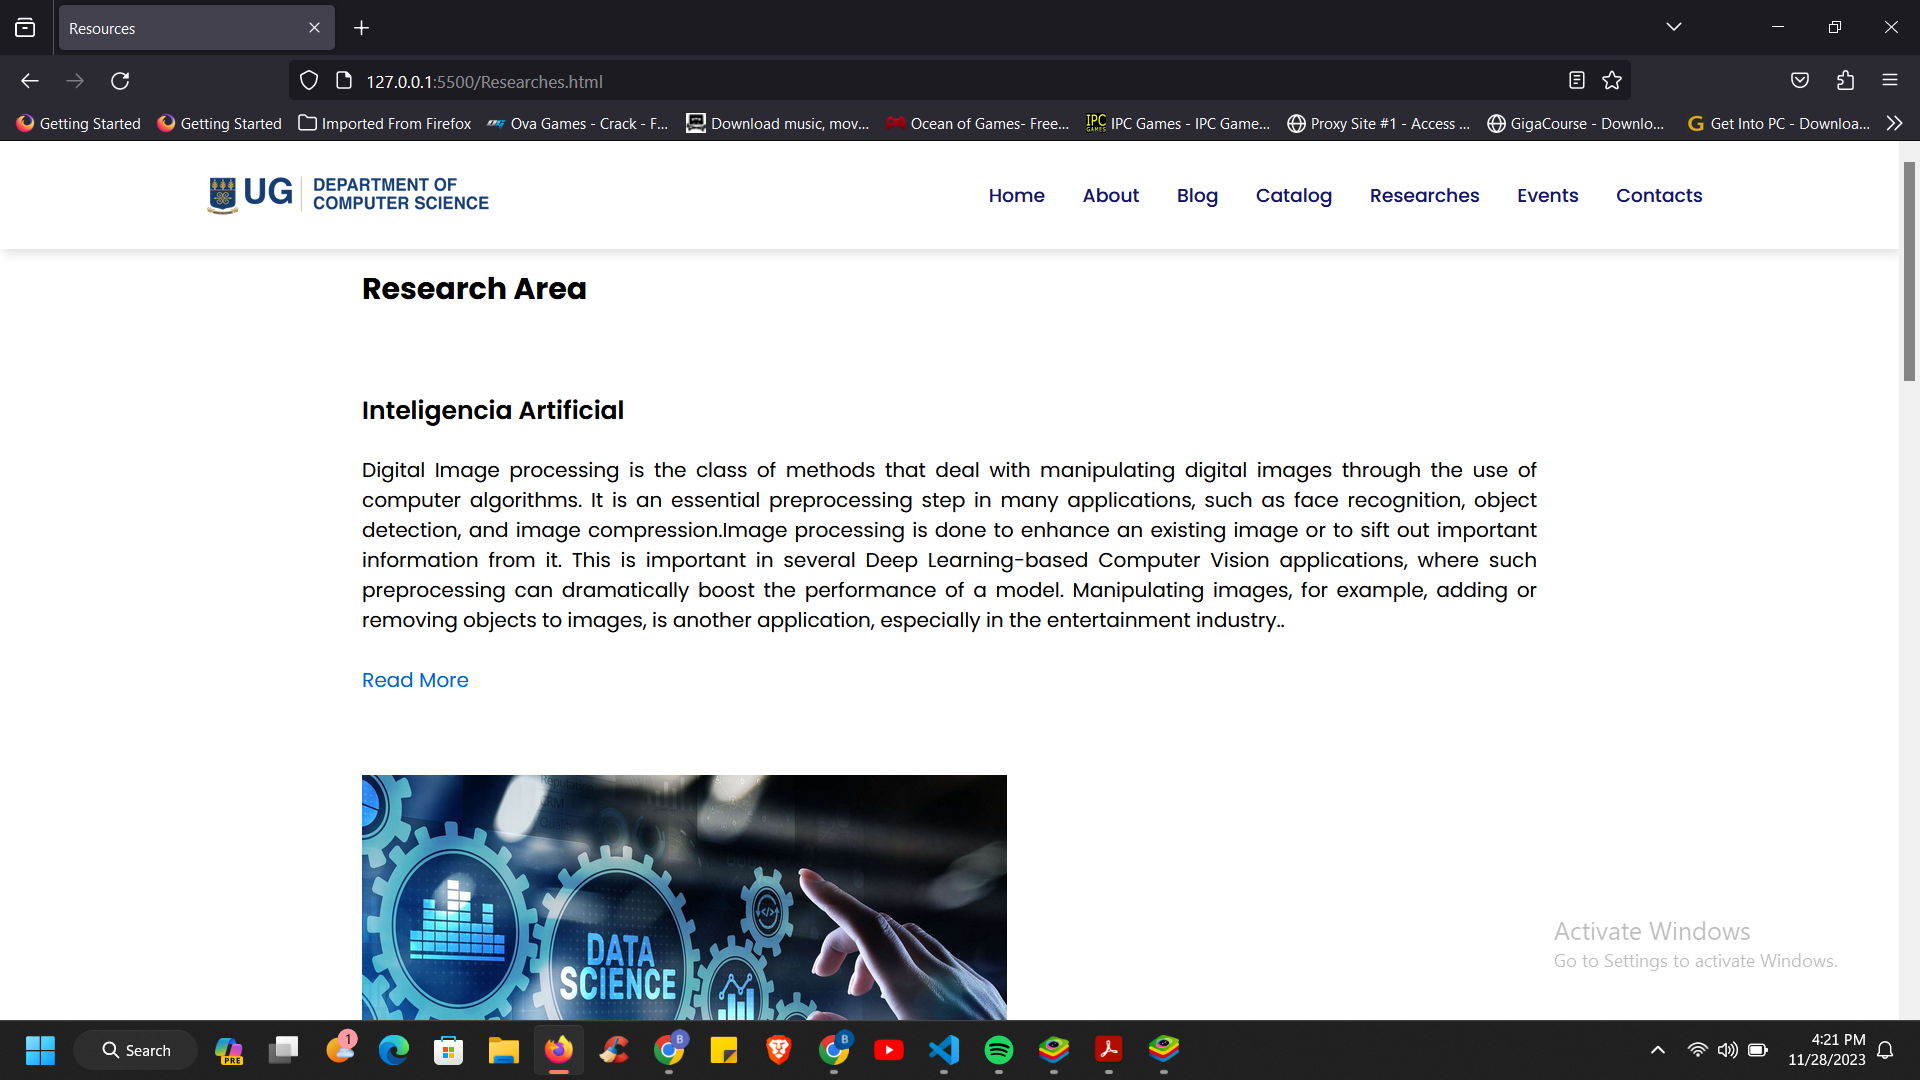 Resources
127.0.0.1:5500/Researches.html
Getting Started Getting Started Imported From Firefox Ova Games - Crack - F... Download music, mov... Ocean of Games- Free... IPC GAMES IPC Games - IPC Game... Proxy Site #1 - Access ... GigaCourse - Downlo... Get Into PC - Downloa...
UG DEPARTMENT OF
COMPUTER SCIENCE
Home About Blog Catalog Researches Events Contacts
Research Area
Inteligencia Artificial
Digital Image processing is the class of methods that deal with manipulating digital images through the use of
computer algorithms. It is an essential preprocessing step in many applications, such as face recognition, object
detection, and image compression.Image processing is done to enhance an existing image or to sift out important
information from it. This is important in several Deep Learning-based Computer Vision applications, where such
preprocessing can dramatically boost the performance of a model. Manipulating images, for example, adding or
removing objects to images, is another application, especially in the entertainment industry..
Read More
CRM
DATA
SCIENCE
Activate Windows
Go to Settings to activate Windows.
Search
PRE
1
B
B
4:21 PM
11/28/2023